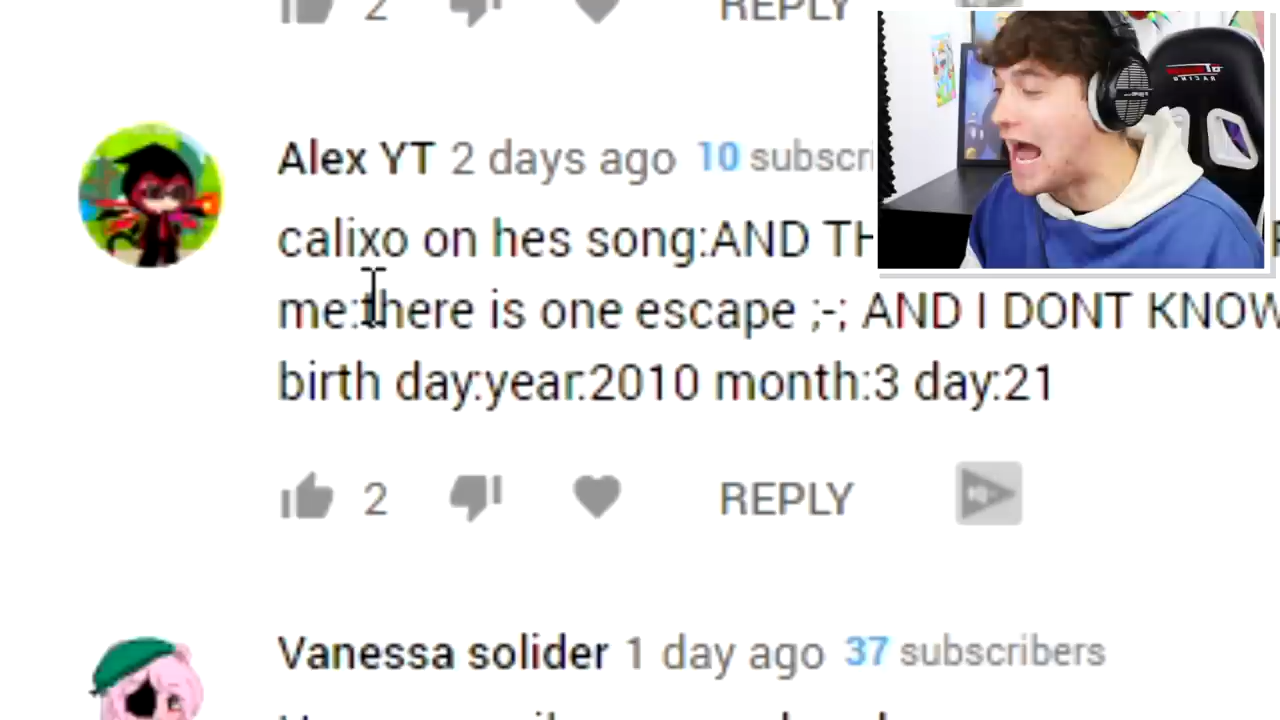 2 REPLY
Alex YT 2 days ago 10 subscr
calixo on hes song:AND TH
me:there is one escape ;-; AND I DONT KNOW
birth day:year:2010 month:3 day:21
2 REPLY
Vanessa solider 1 day ago 37 subscribers